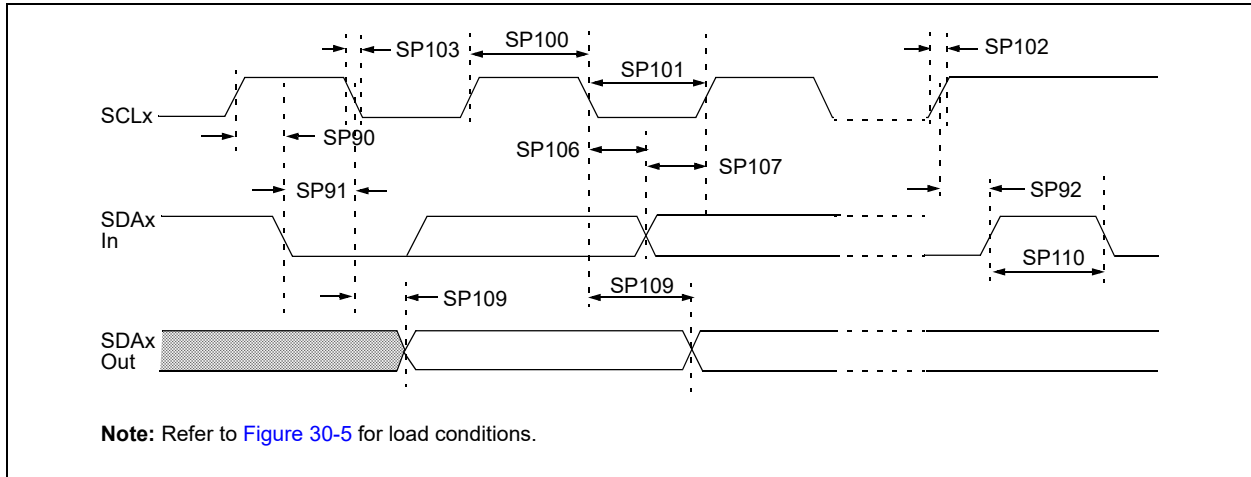 SP103
SP100
SP102
SP101
SCLx
SP90
SP106
SP107
SP91
SP92
SDAx
In
SP110
SP109
SP109
SDAx
Out
Note: Refer to Figure 30-5 for load conditions.